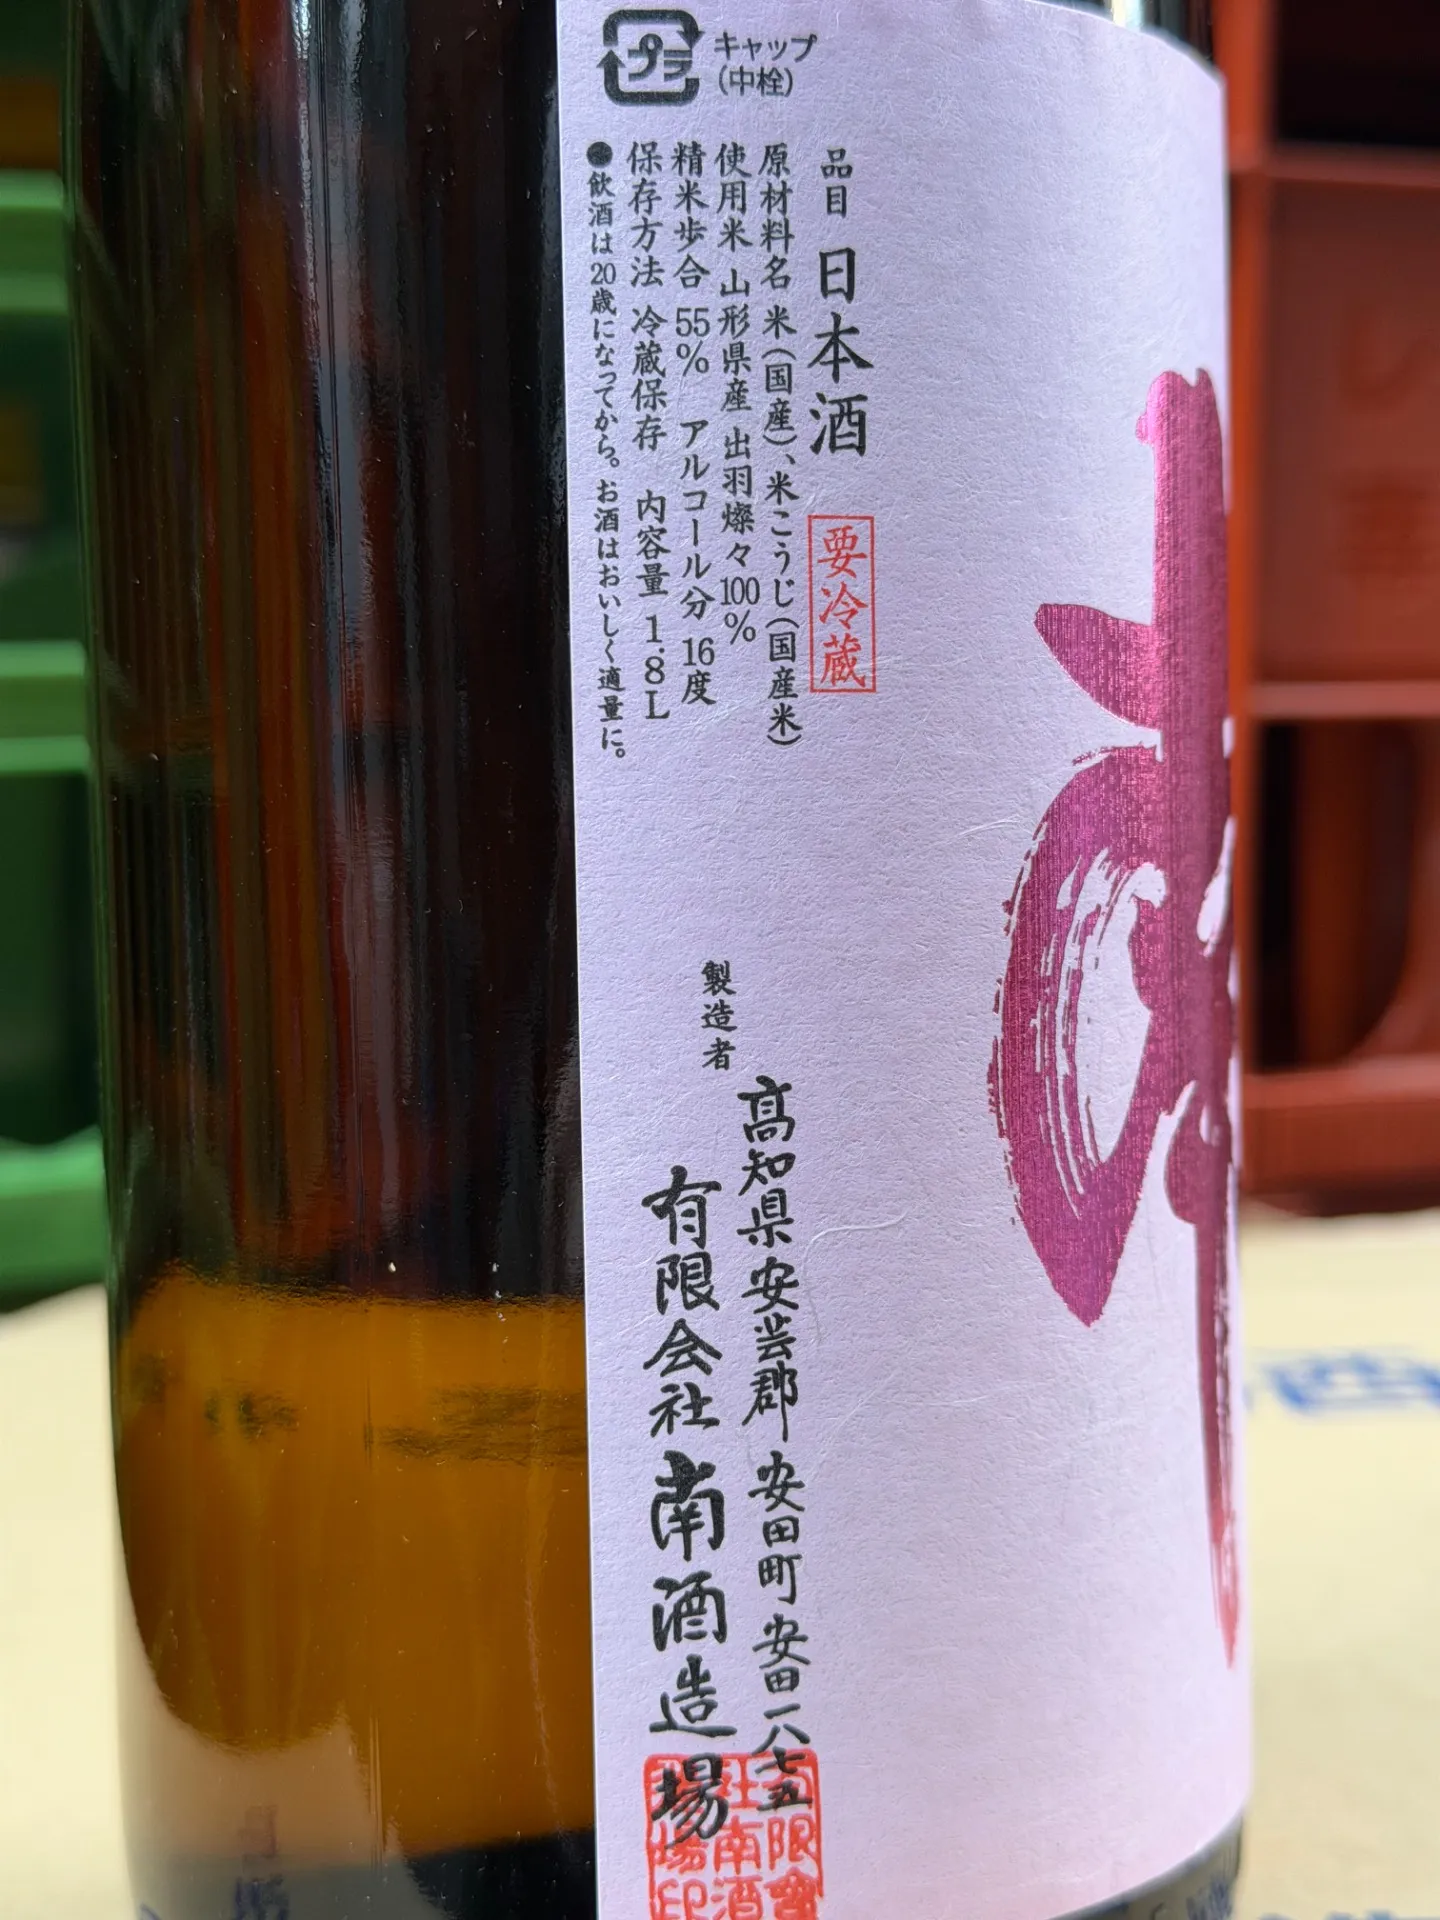 プラ
キャップ
(中栓)
品目 日本酒 要冷蔵
原材料名 米(国産)、米こうじ(国産米)
使用米 山形県産 出羽燦々100%
精米歩合 55% アルコール分 16度
保存方法 冷蔵保存 内容量 1.8L
●飲酒は20歳になってから。お酒はおいしく適量に。
製造者
高知県安芸郡安田町安田一八七五
有限会社南酒造場